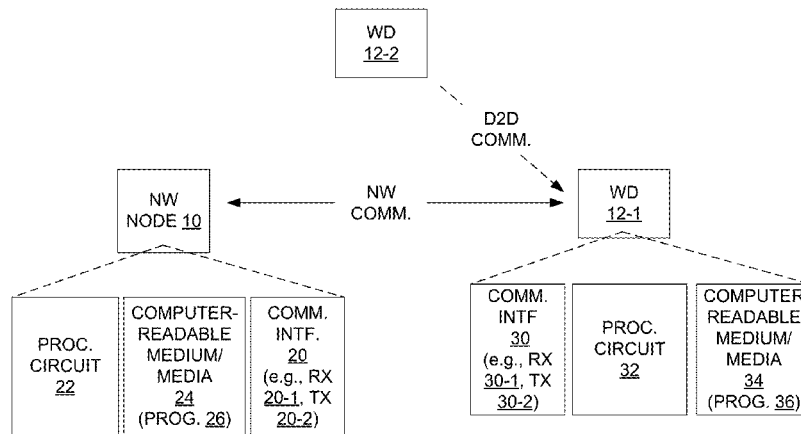 WD
12-2
D2D
COMM.
NW
NODE 10
NW
COMM.
WD
12-1
PROC.
CIRCUIT
22
COMPUTER-
READABLE
MEDIUM/
MEDIA
24
(PROG. 26)
COMM.
INTF.
20
(e.g., RX
20-1, TX
20-2)
COMM.
INTF
30
(e.g., RX
30-1, TX
30-2)
PROC.
CIRCUIT
32
COMPUTER
READABLE
MEDIUM/
MEDIA
34
(PROG. 36)